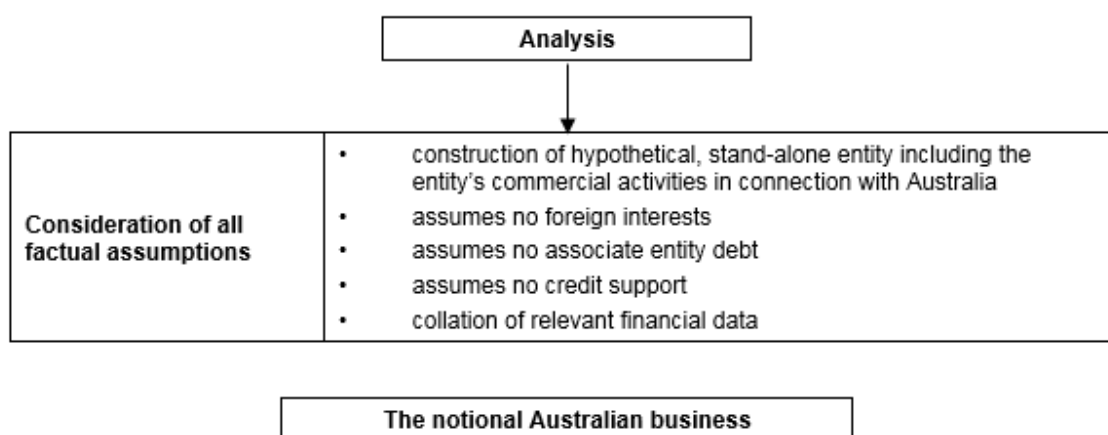 Analysis
Consideration of all
factual assumptions
• construction of hypothetical, stand-alone entity including the
entity's commercial activities in connection with Australia
• assumes no foreign interests
• assumes no associate entity debt
• assumes no credit support
• collation of relevant financial data
The notional Australian business